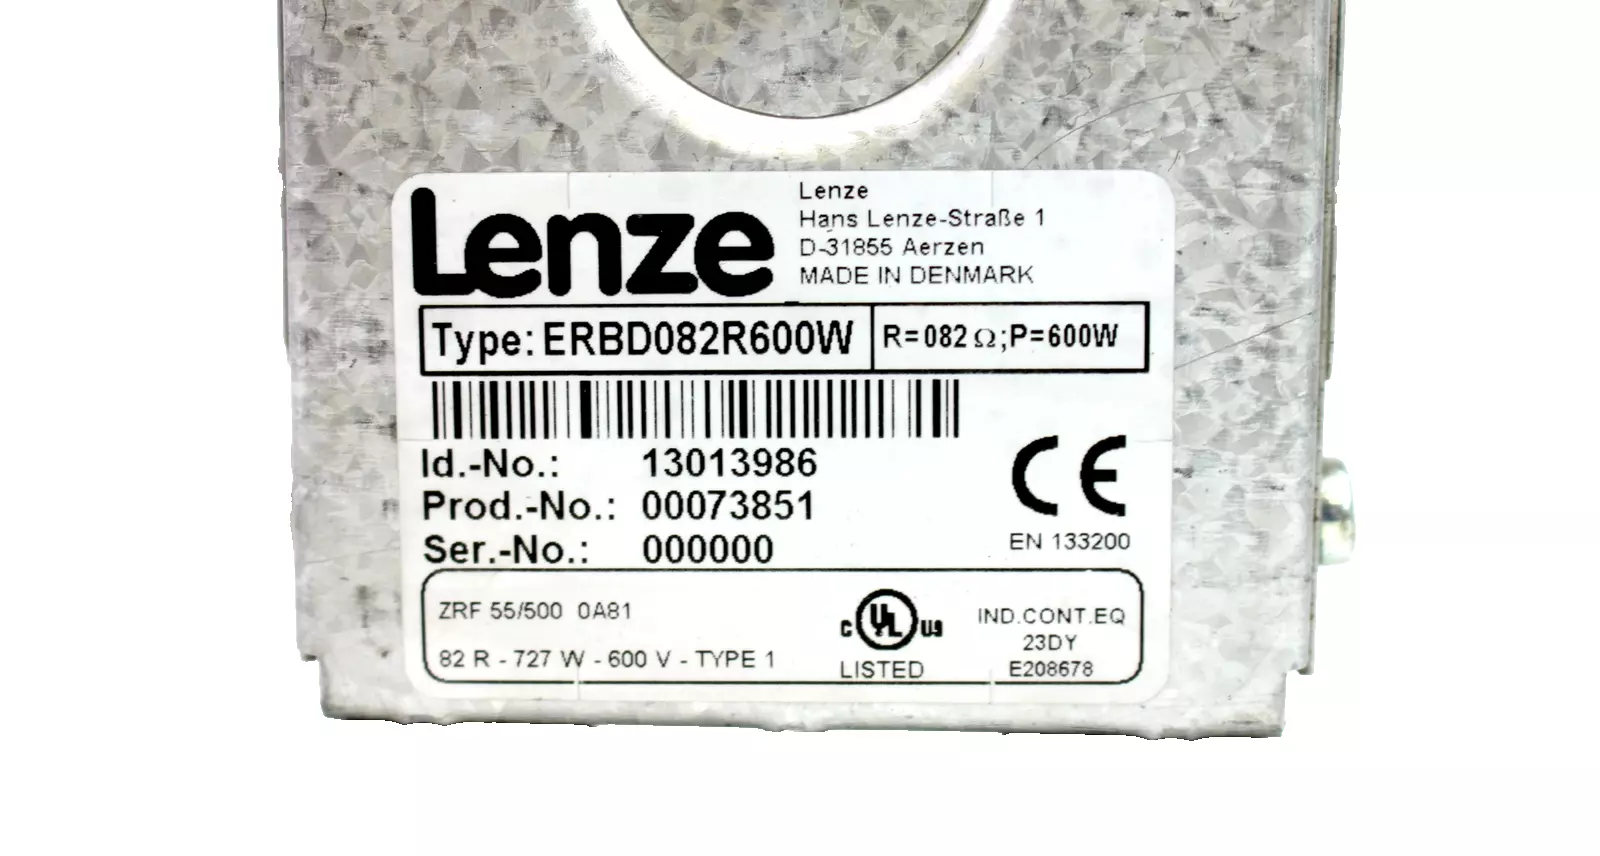 Lenze
Lenze
Hans Lenze-Straße 1
D-31855 Aerzen
MADE IN DENMARK
Type: ERBD082R600W
R=082 Ω;P=600W
Id.-No.: 13013986
Prod.-No.: 00073851
Ser.-No.: 000000
CE
EN 133200
ZRF 55/500 0A81
82 R - 727 W - 600 V - TYPE 1
c UL us
LISTED
IND.CONT.EQ
23DY
E208678